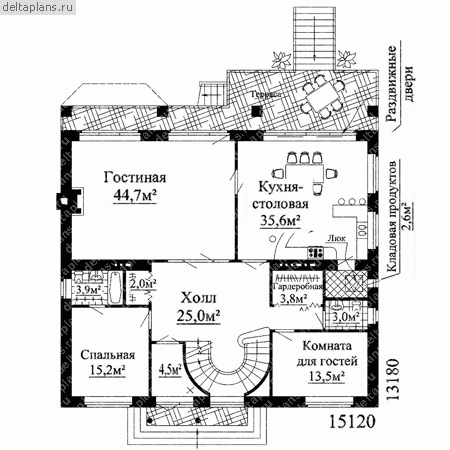 deltaplans.ru
Терраса
Раздвижные
двери
Гостиная
44,7м²
Кухня-
столовая
35,6м²
Кладовая продуктов
2,6м²
Люк
3,9м²
2,0м²
Холл
25,0м²
Гардеробная
3,8м²
3,0м²
Спальная
15,2м²
4,5м²
Комната
для гостей
13,5м²
13180
15120